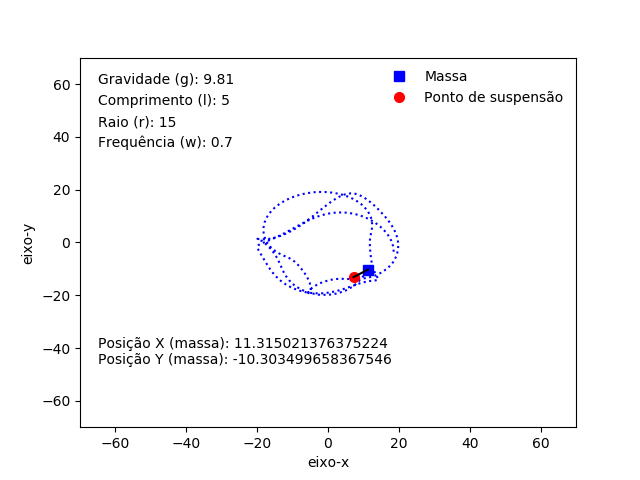 Gravidade (g): 9.81
Comprimento (l): 5
Raio (r): 15
Frequência (w): 0.7
Massa
Ponto de suspensão
60
40
20
0
−20
−40
−60
eixo-y
Posição X (massa): 11.315021376375224
Posição Y (massa): -10.303499658367546
−60
−40
−20
0
20
40
60
eixo-x